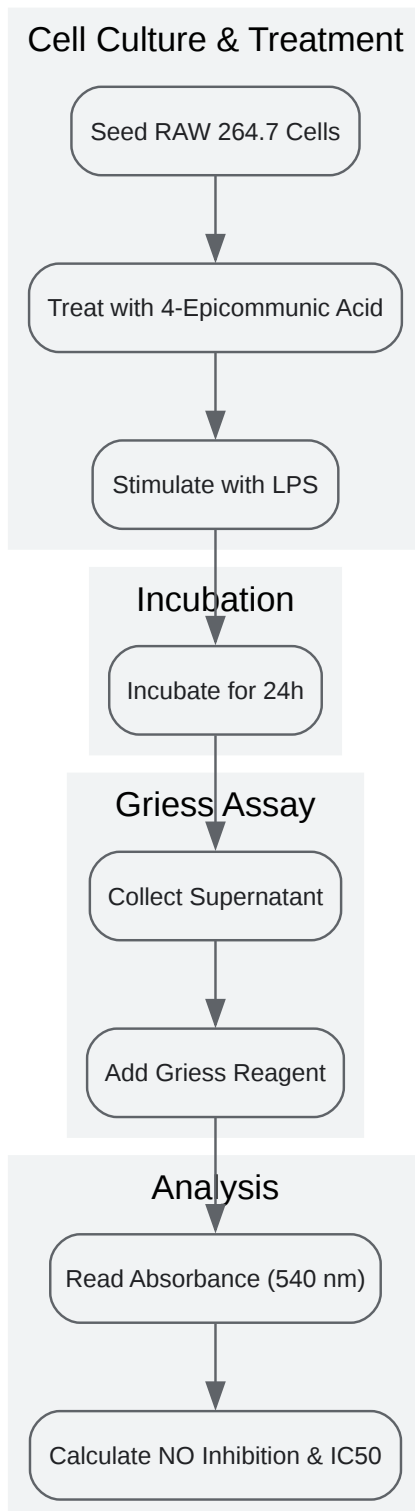 Cell Culture & Treatment
Seed RAW 264.7 Cells
Treat with 4-Epicommunic Acid
Stimulate with LPS
Incubation
Incubate for 24h
Griess Assay
Collect Supernatant
Add Griess Reagent
Analysis
Read Absorbance (540 nm)
Calculate NO Inhibition & IC50